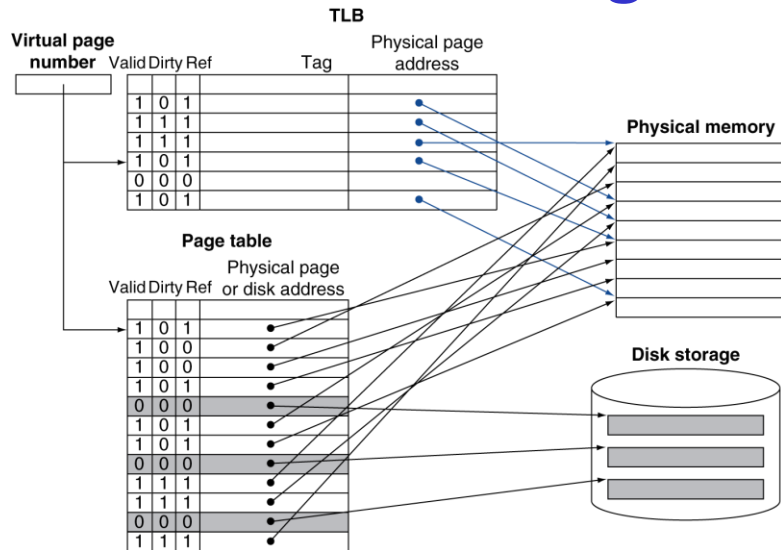 TLB
Virtual page
number
Valid Dirty Ref
Tag
Physical page
address
1 0 1
1 1 1
1 1 1
1 0 1
0 0 0
1 0 1
Physical memory
Page table
Physical page
or disk address
Valid Dirty Ref
1 0 1
1 0 0
1 0 0
1 0 1
0 0 0
1 0 1
1 0 1
0 0 0
1 1 1
1 1 1
0 0 0
1 1 1
Disk storage